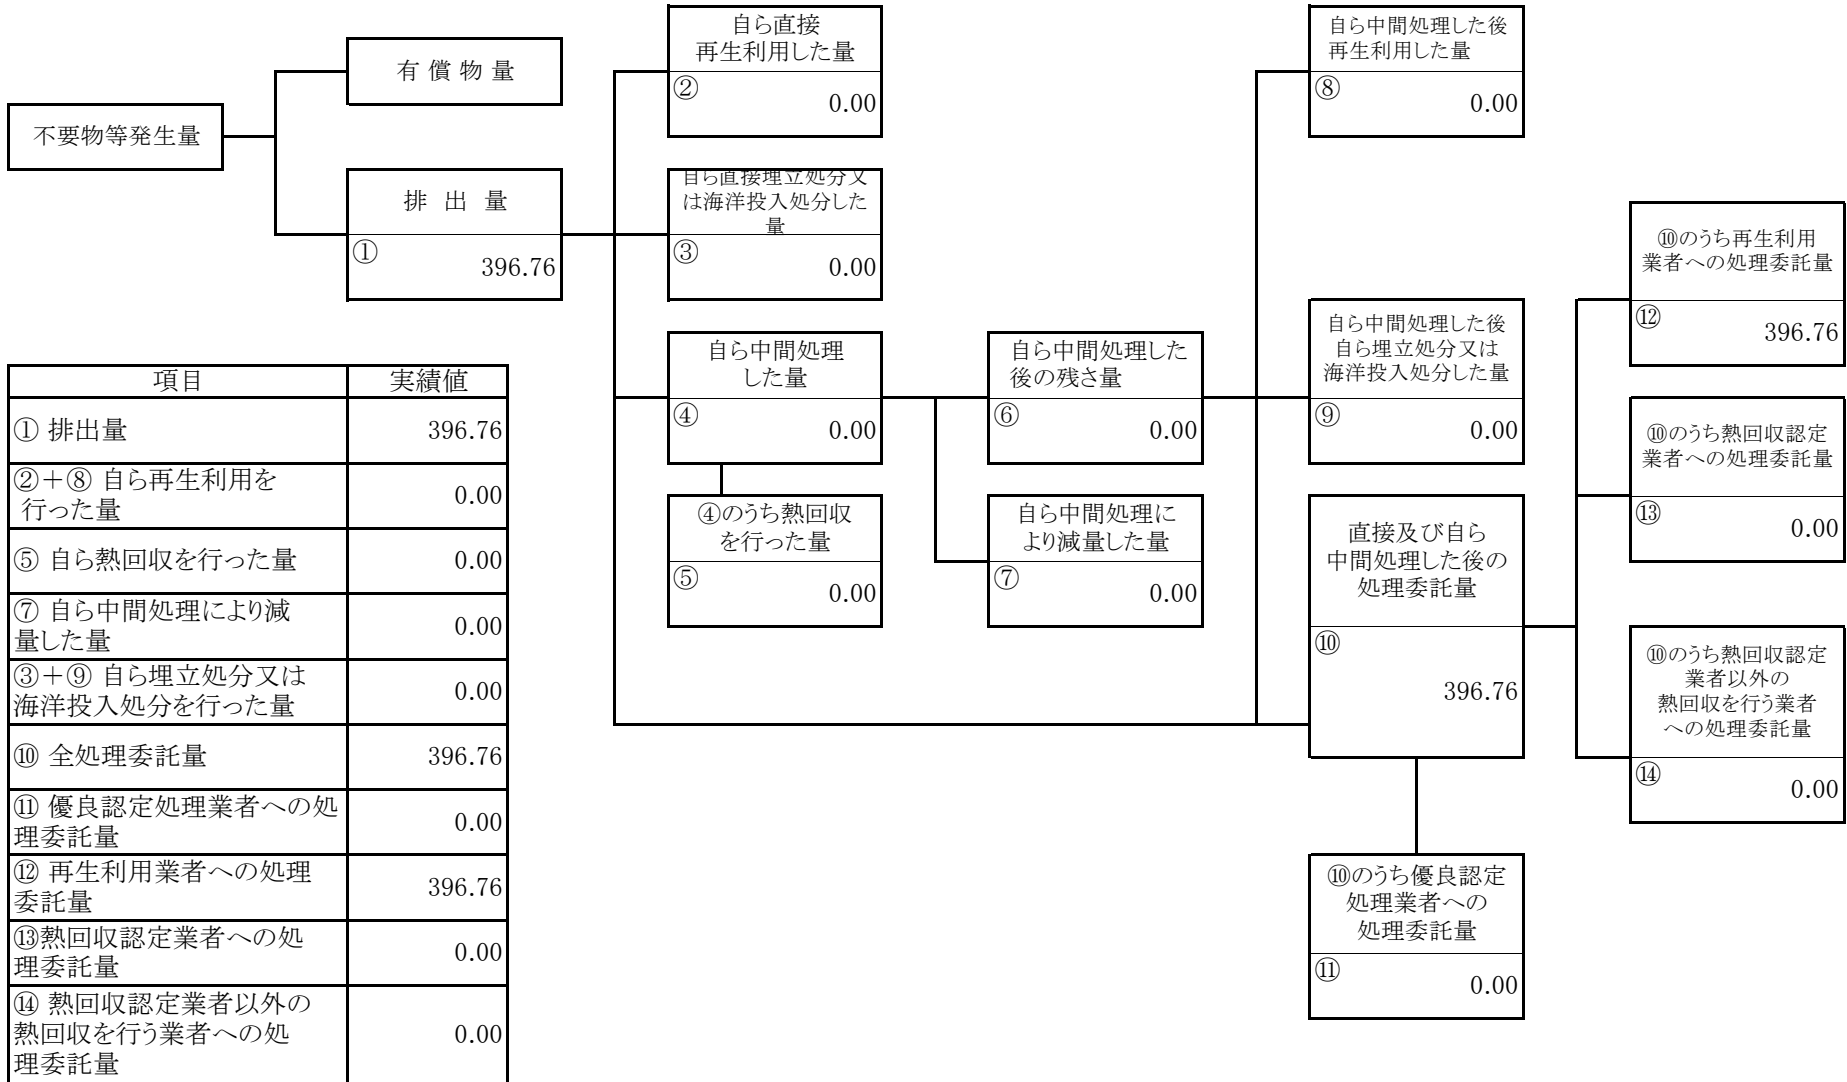 不要物等発生量
有 償 物 量
排 出 量
①
396.76
自ら直接
再生利用した量
②
0.00
自ら直接埋立処分又
は海洋投入処分した
量
③
0.00
自ら中間処理
した量
④
0.00
④のうち熱回収
を行った量
⑤
0.00
自ら中間処理した
後の残さ量
⑥
0.00
自ら中間処理に
より減量した量
⑦
0.00
自ら中間処理した後
再生利用した量
⑧
0.00
自ら中間処理した後
自ら埋立処分又は
海洋投入処分した量
⑨
0.00
直接及び自ら
中間処理した後の
処理委託量
⑩
396.76
⑩のうち優良認定
処理業者への
処理委託量
⑪
0.00
⑩のうち再生利用
業者への処理委託量
⑫
396.76
⑩のうち熱回収認定
業者への処理委託量
⑬
0.00
⑩のうち熱回収認定
業者以外の
熱回収を行う業者
への処理委託量
⑭
0.00
項目 実績値
① 排出量 396.76
②＋⑧ 自ら再生利用を
行った量 0.00
⑤ 自ら熱回収を行った量 0.00
⑦ 自ら中間処理により減
量した量 0.00
③＋⑨ 自ら埋立処分又は
海洋投入処分を行った量 0.00
⑩ 全処理委託量 396.76
⑪ 優良認定処理業者への処
理委託量 0.00
⑫ 再生利用業者への処理
委託量 396.76
⑬熱回収認定業者への処
理委託量 0.00
⑭ 熱回収認定業者以外の
熱回収を行う業者への処 0.00
理委託量